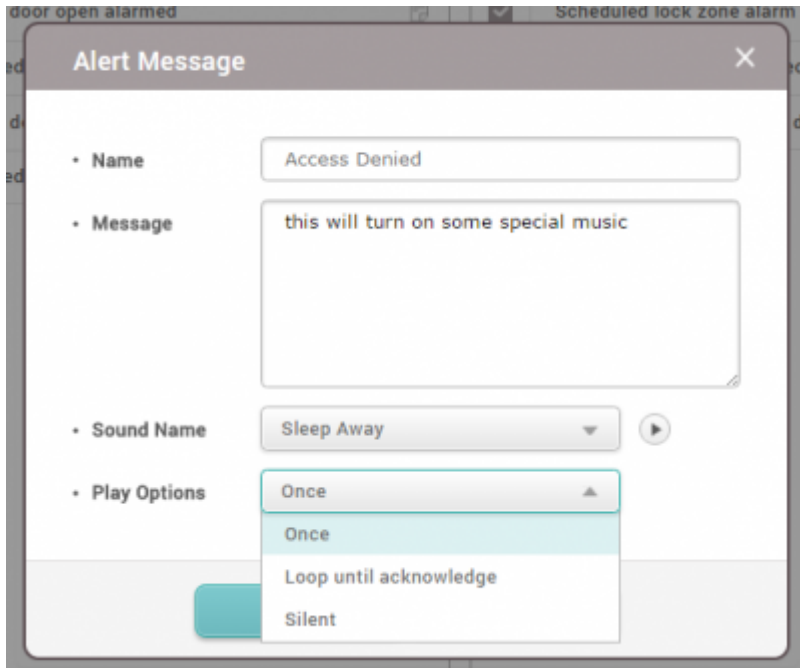 door open alarmed
Scheduled lock zone alarm
Alert Message
Name
Access Denied
Message
this will turn on some special music
Sound Name
Sleep Away
Play Options
Once
Once
Loop until acknowledge
Silent